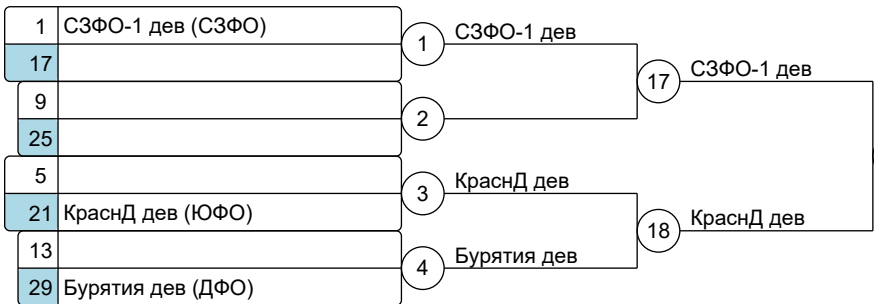 1 СЗФО-1 дев (СЗФО)
17
1 СЗФО-1 дев
9
25
2
17 СЗФО-1 дев
5
21 КраснД дев (ЮФО)
3 КраснД дев
13
29 Бурятия дев (ДФО)
4 Бурятия дев
18 КраснД дев